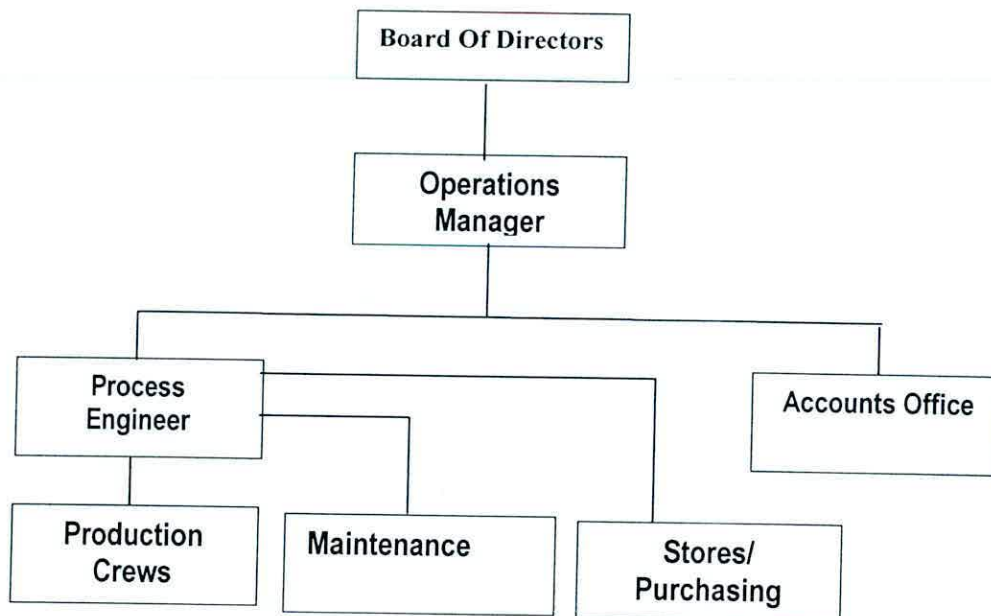 Board Of Directors
Operations
Manager
Process
Engineer
Accounts Office
Production
Crews
Maintenance
Stores/
Purchasing